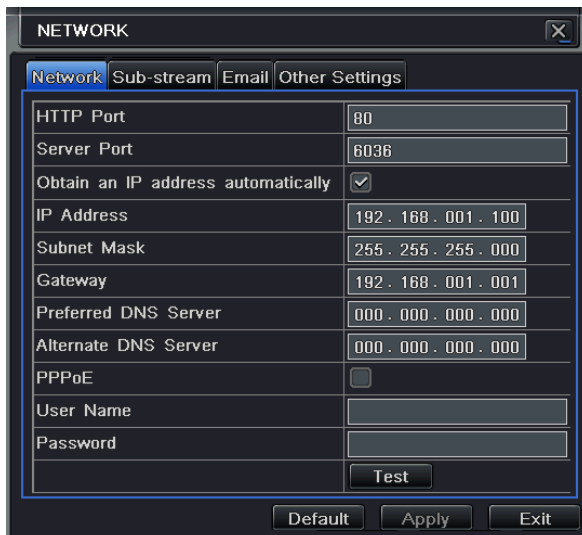 NETWORK
Network Sub-stream Email Other Settings
HTTP Port 80
Server Port 6036
Obtain an IP address automatically
IP Address 192 . 168 . 001 . 100
Subnet Mask 255 . 255 . 255 . 000
Gateway 192 . 168 . 001 . 001
Preferred DNS Server 000 . 000 . 000 . 000
Alternate DNS Server 000 . 000 . 000 . 000
PPPoE
User Name
Password
Test
Default Apply Exit